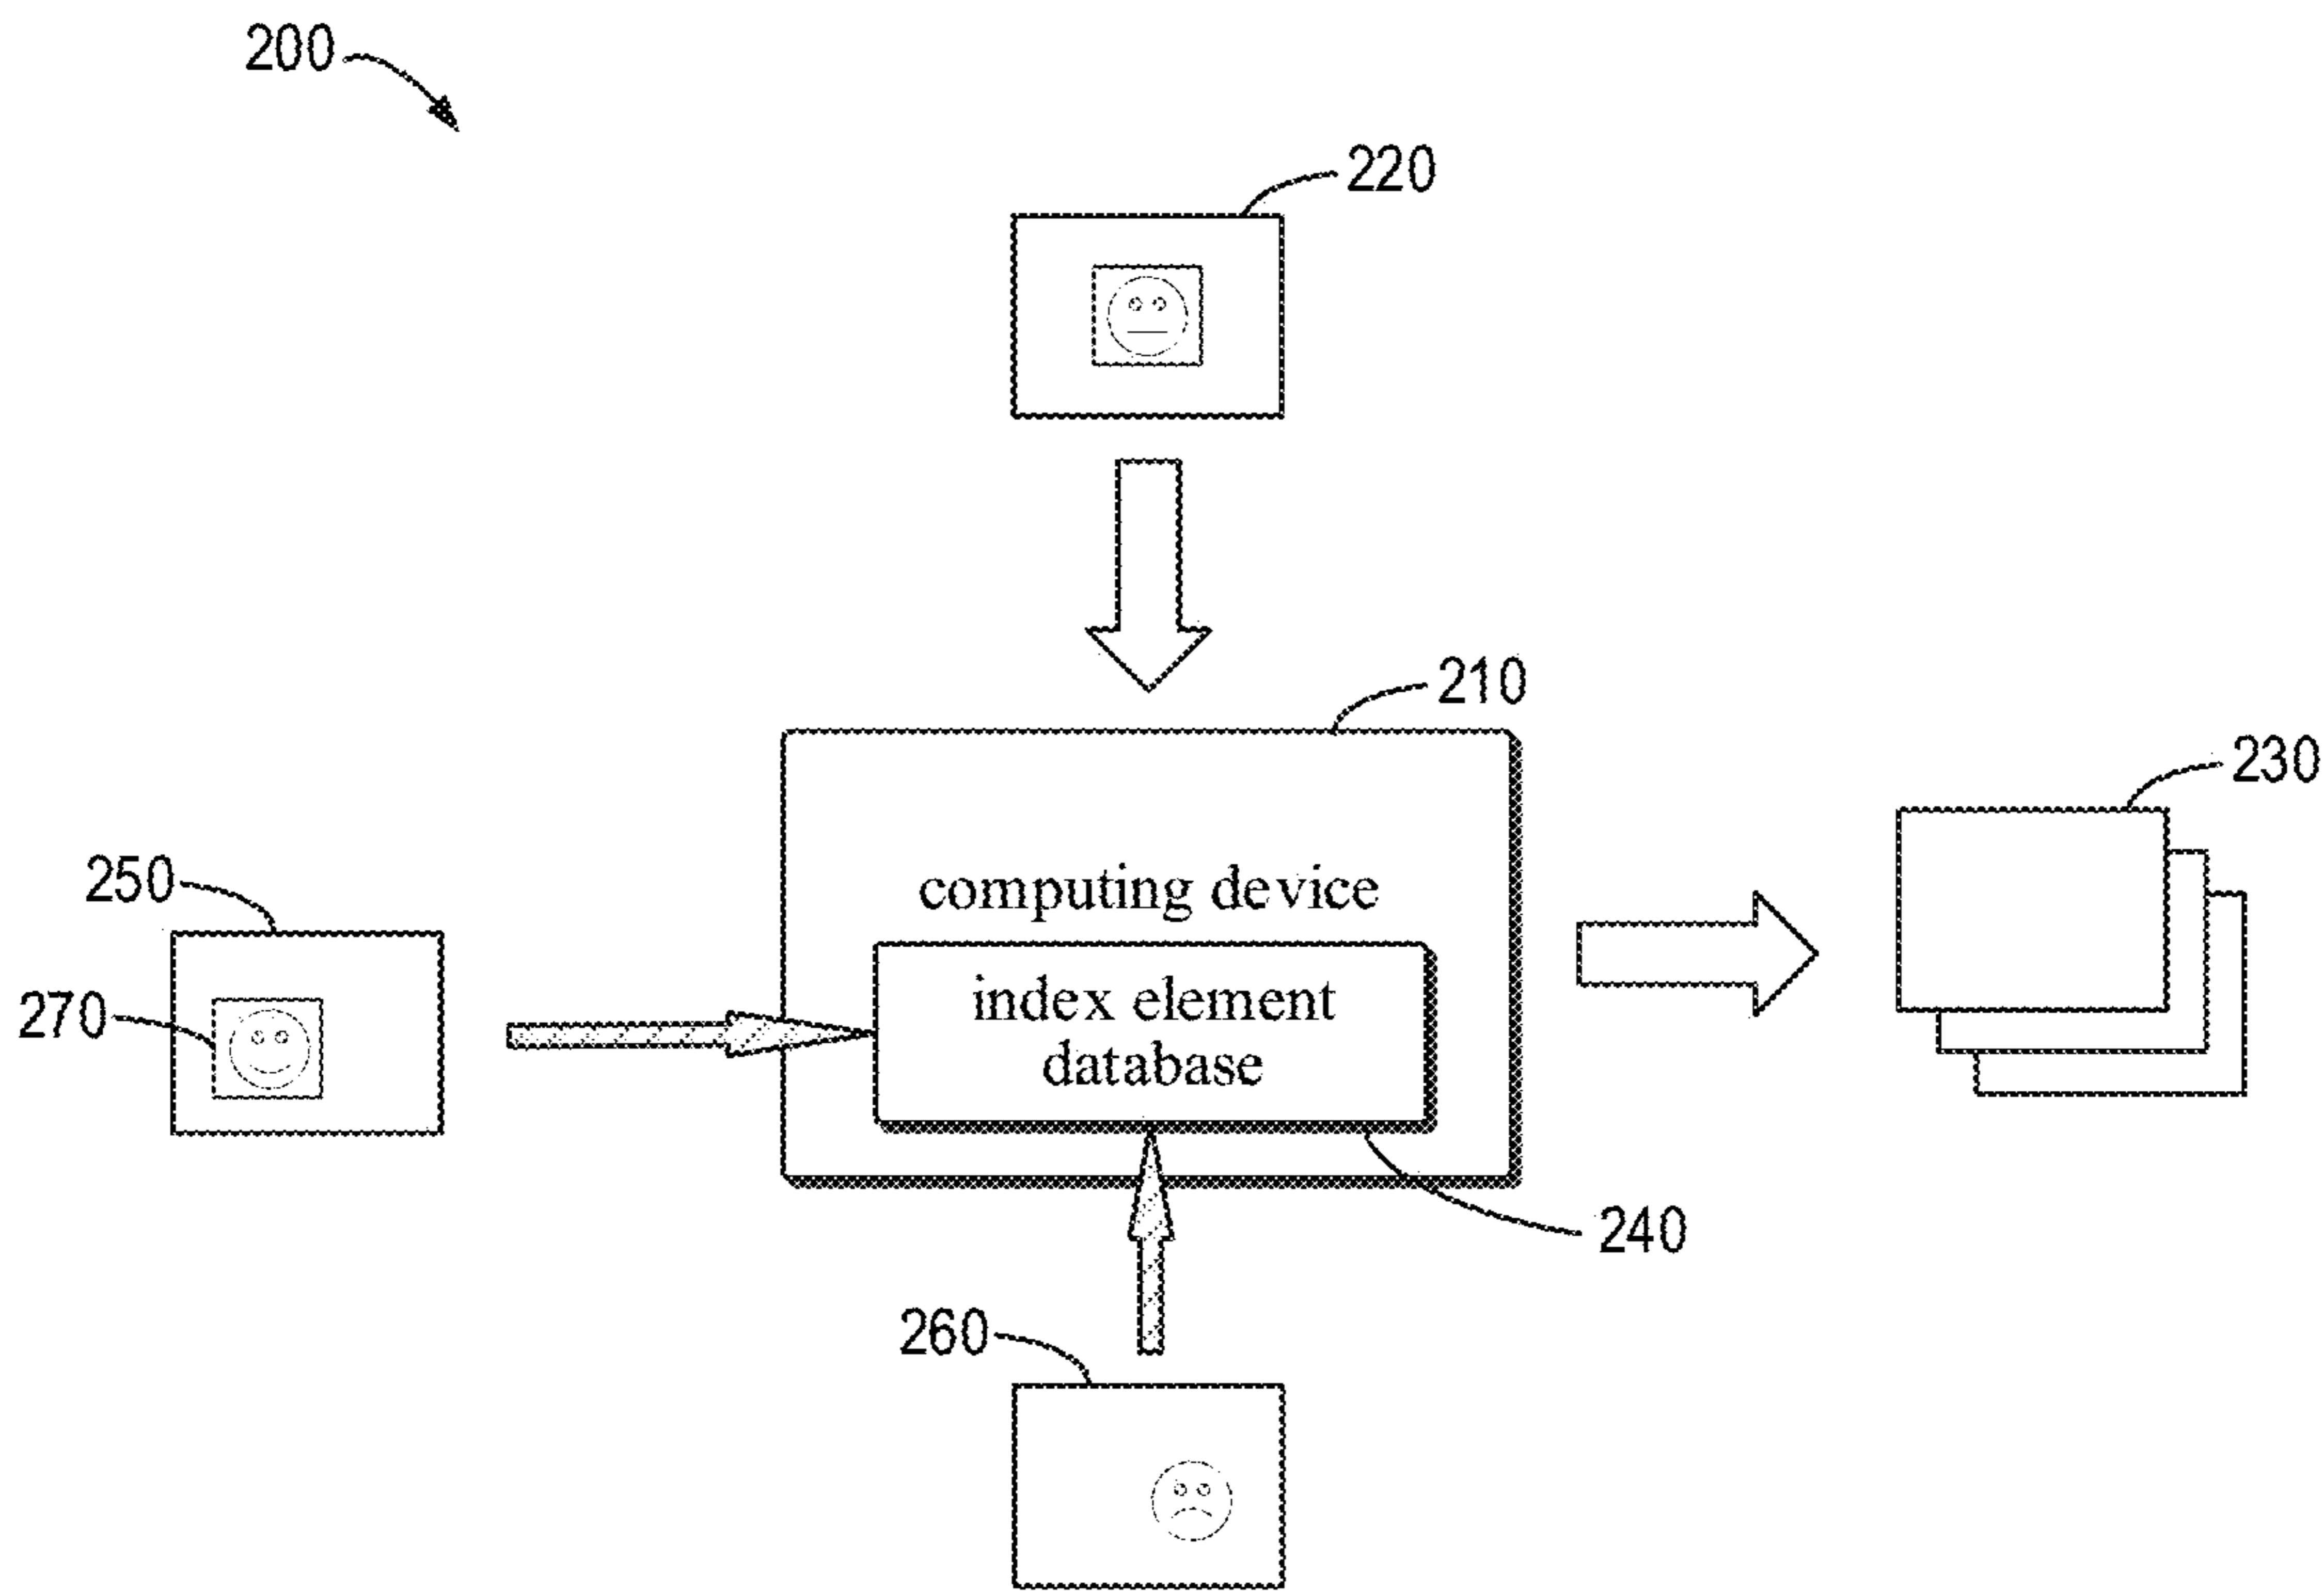 200
220
210
230
250
computing device
270
index element
database
240
260